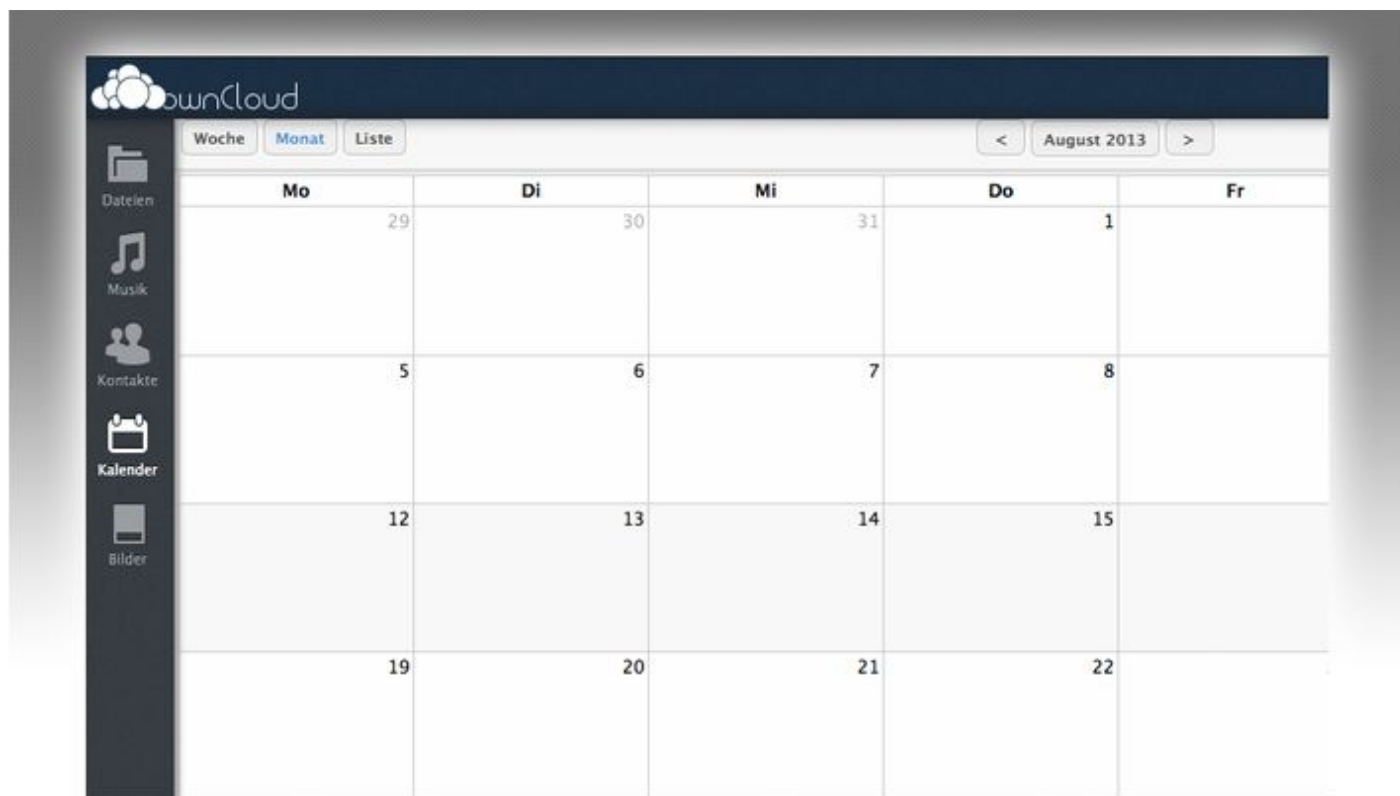 ownCloud
Woche Monat Liste < August 2013 >
Mo Di Mi Do Fr
Dateien
Musik
Kontakte
Kalender
Bilder
29 30 31 1
5 6 7 8
12 13 14 15
19 20 21 22